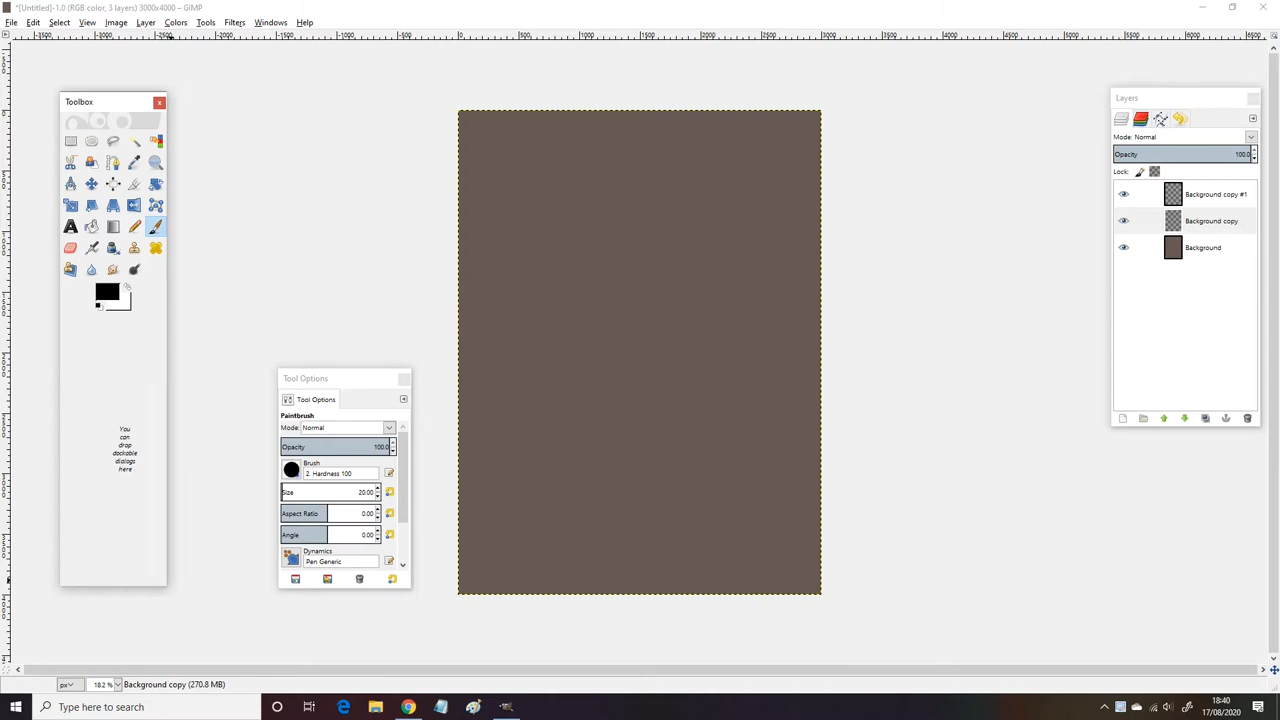 *[Untitled]-1.0 (RGB color, 3 layers) 3000x4000 – GIMP
File Edit Select View Image Layer Colors Tools Filters Windows Help
Toolbox
You
can
drop
dockable
dialogs
here
Tool Options
Tool Options
Paintbrush
Mode: Normal
Opacity 100.0
Brush
2. Hardness 100
Size 20.00
Aspect Ratio 0.00
Angle 0.00
Dynamics
Pen Generic
Layers
Mode: Normal
Opacity 100.0
Lock:
Background copy #1
Background copy
Background
px 18.2 % Background copy (270.8 MB)
Type here to search
18:40
17/08/2020